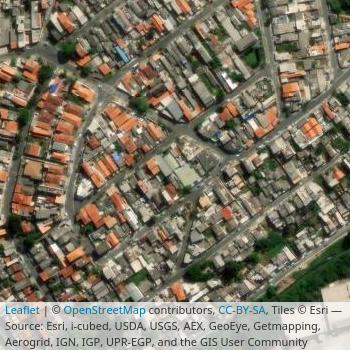 Leaflet | © OpenStreetMap contributors, CC-BY-SA, Tiles © Esri —
Source: Esri, i-cubed, USDA, USGS, AEX, GeoEye, Getmapping,
Aerogrid, IGN, IGP, UPR-EGP, and the GIS User Community